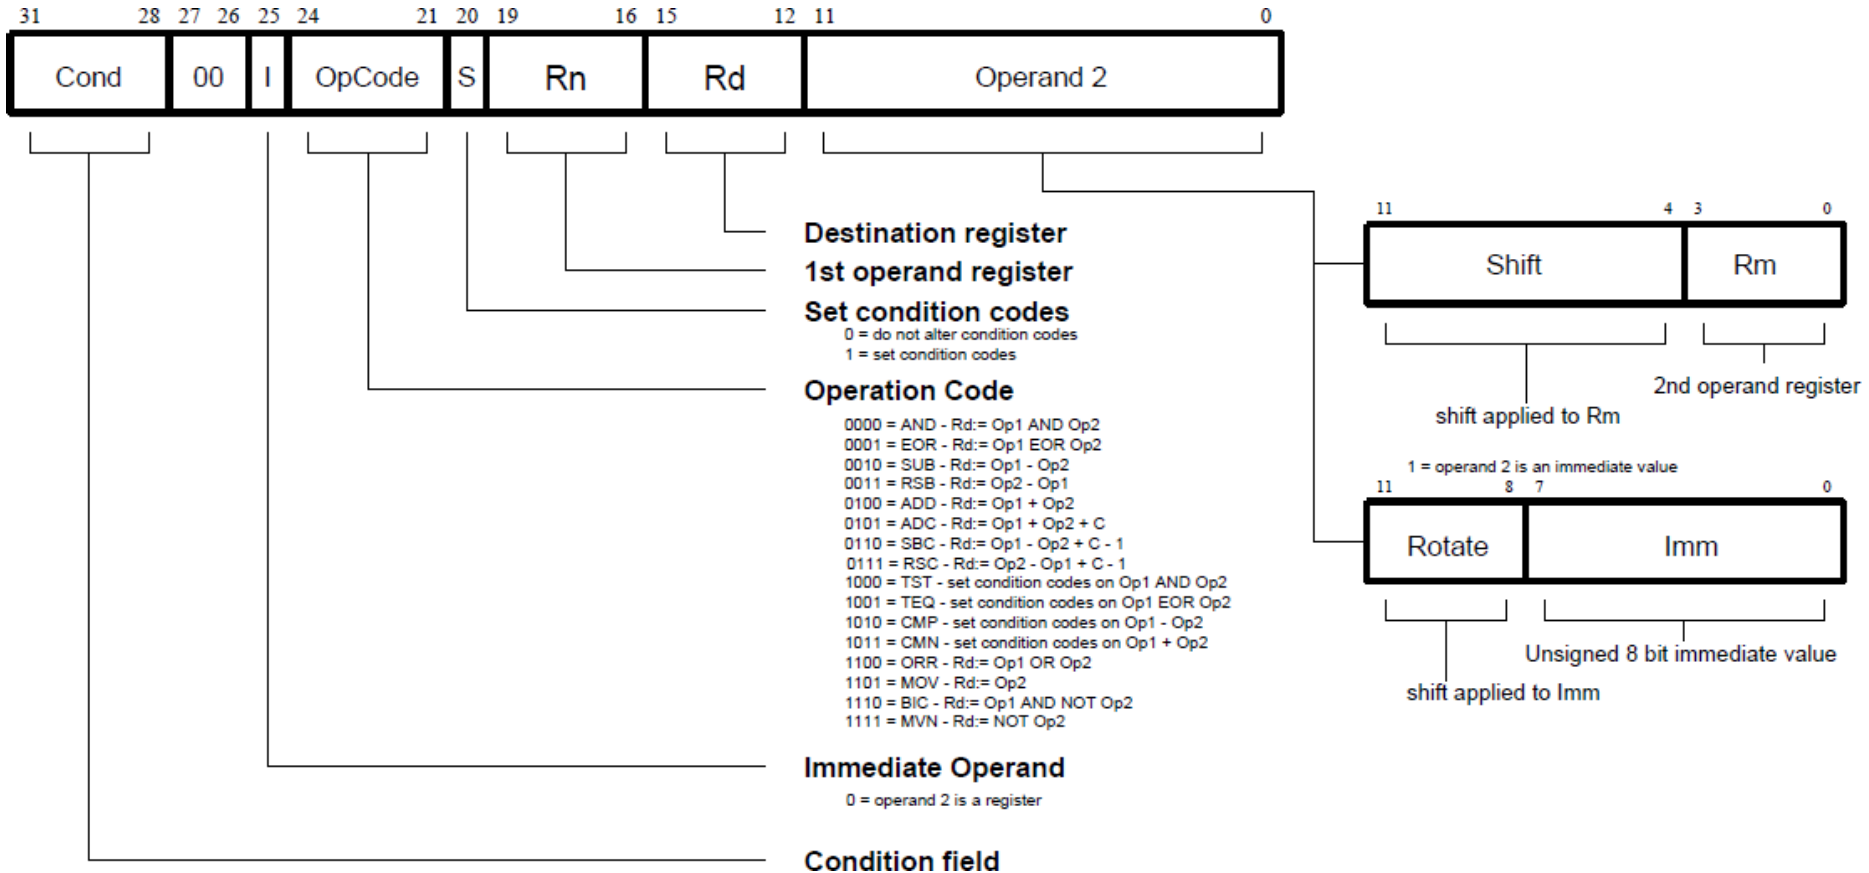 31 28 27 26 25 24 21 20 19 16 15 12 11 0
Cond 00 I OpCode S Rn Rd Operand 2
Destination register
1st operand register
Set condition codes
0 = do not alter condition codes
1 = set condition codes
Operation Code
0000 = AND - Rd:= Op1 AND Op2
0001 = EOR - Rd:= Op1 EOR Op2
0010 = SUB - Rd:= Op1 - Op2
0011 = RSB - Rd:= Op2 - Op1
0100 = ADD - Rd:= Op1 + Op2
0101 = ADC - Rd:= Op1 + Op2 + C
0110 = SBC - Rd:= Op1 - Op2 + C - 1
0111 = RSC - Rd:= Op2 - Op1 + C - 1
1000 = TST - set condition codes on Op1 AND Op2
1001 = TEQ - set condition codes on Op1 EOR Op2
1010 = CMP - set condition codes on Op1 - Op2
1011 = CMN - set condition codes on Op1 + Op2
1100 = ORR - Rd:= Op1 OR Op2
1101 = MOV - Rd:= Op2
1110 = BIC - Rd:= Op1 AND NOT Op2
1111 = MVN - Rd:= NOT Op2
Immediate Operand
0 = operand 2 is a register
Condition field
11 4 3 0
Shift Rm
2nd operand register
shift applied to Rm
1 = operand 2 is an immediate value
11 8 7 0
Rotate Imm
Unsigned 8 bit immediate value
shift applied to Imm